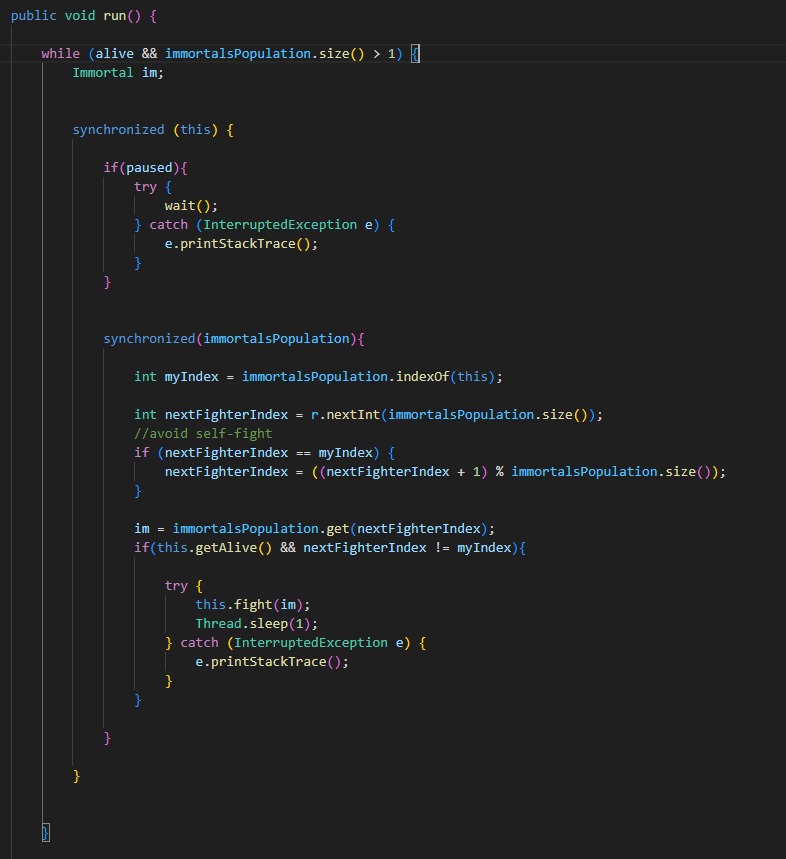 public void run() {
while (alive && immortalsPopulation.size() > 1) {
Immortal im;
synchronized (this) {
if(paused){
try {
wait();
} catch (InterruptedException e) {
e.printStackTrace();
}
}
synchronized(immortalsPopulation){
int myIndex = immortalsPopulation.indexOf(this);
int nextFighterIndex = r.nextInt(immortalsPopulation.size());
//avoid self-fight
if (nextFighterIndex == myIndex) {
nextFighterIndex = ((nextFighterIndex + 1) % immortalsPopulation.size());
}
im = immortalsPopulation.get(nextFighterIndex);
if(this.getAlive() && nextFighterIndex != myIndex){
try {
this.fight(im);
Thread.sleep(1);
} catch (InterruptedException e) {
e.printStackTrace();
}
}
}
}
}